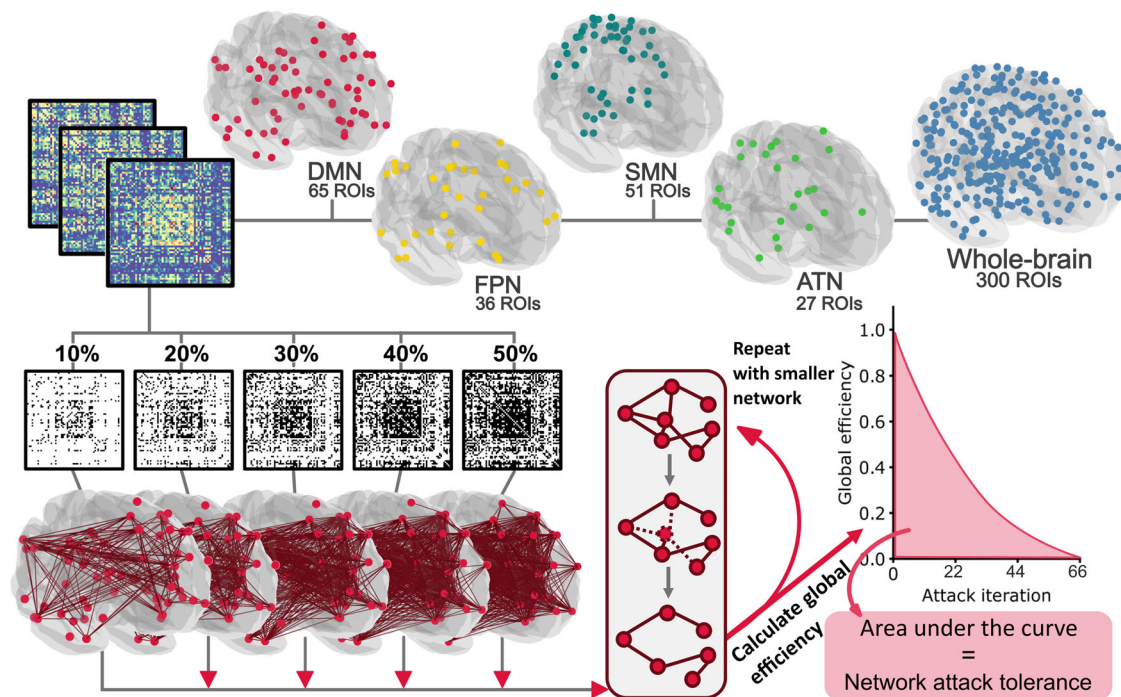 DMN
65 ROIs
FPN
36 ROIs
SMN
51 ROIs
ATN
27 ROIs
Whole-brain
300 ROIs
10%
20%
30%
40%
50%
Repeat
with smaller
network
Calculate global
efficiency
Global efficiency
1.0
0.8
0.6
0.4
0.2
0.0
0
22
44
66
Attack iteration
Area under the curve
=
Network attack tolerance